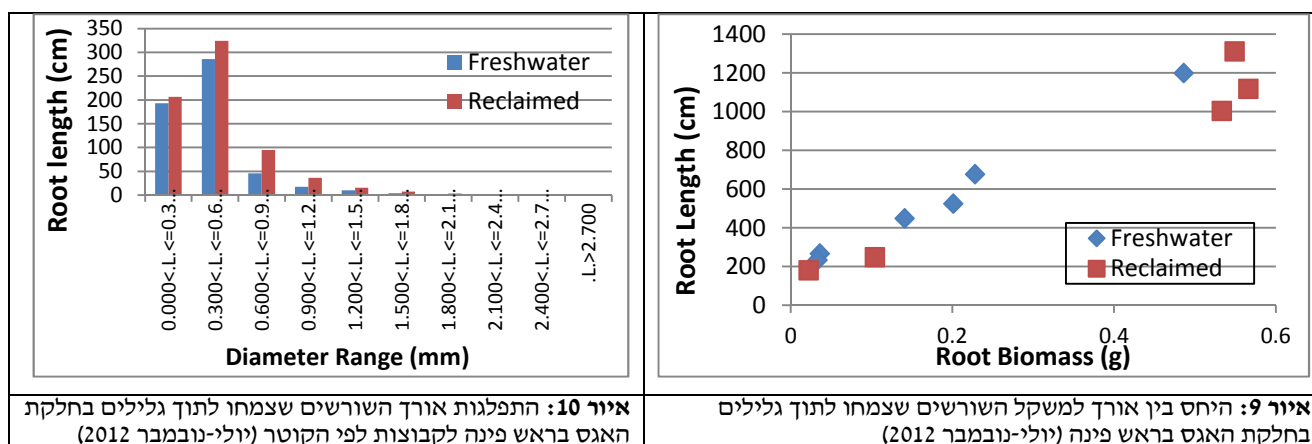 Root length (cm)
350
300
250
200
150
100
50
0
Freshwater
Reclaimed
0.000<.L.<=0.3...
0.300<.L.<=0.6...
0.600<.L.<=0.9...
0.900<.L.<=1.2...
1.200<.L.<=1.5...
1.500<.L.<=1.8...
1.800<.L.<=2.1...
2.100<.L.<=2.4...
2.400<.L.<=2.7...
.L.>2.700
Diameter Range (mm)
איור 10: התפלגות אורך השורשים שצמחו לתוך גלילים בחלקת
האגס בראש פינה לקבוצות לפי הקוטר (יולי-נובמבר 2012)
Root Length (cm)
1400
1200
1000
800
600
400
200
0
Freshwater
Reclaimed
0
0.2
0.4
0.6
Root Biomass (g)
איור 9: היחס בין אורך למשקל השורשים שצמחו לתוך גלילים
בחלקת האגס בראש פינה (יולי-נובמבר 2012)